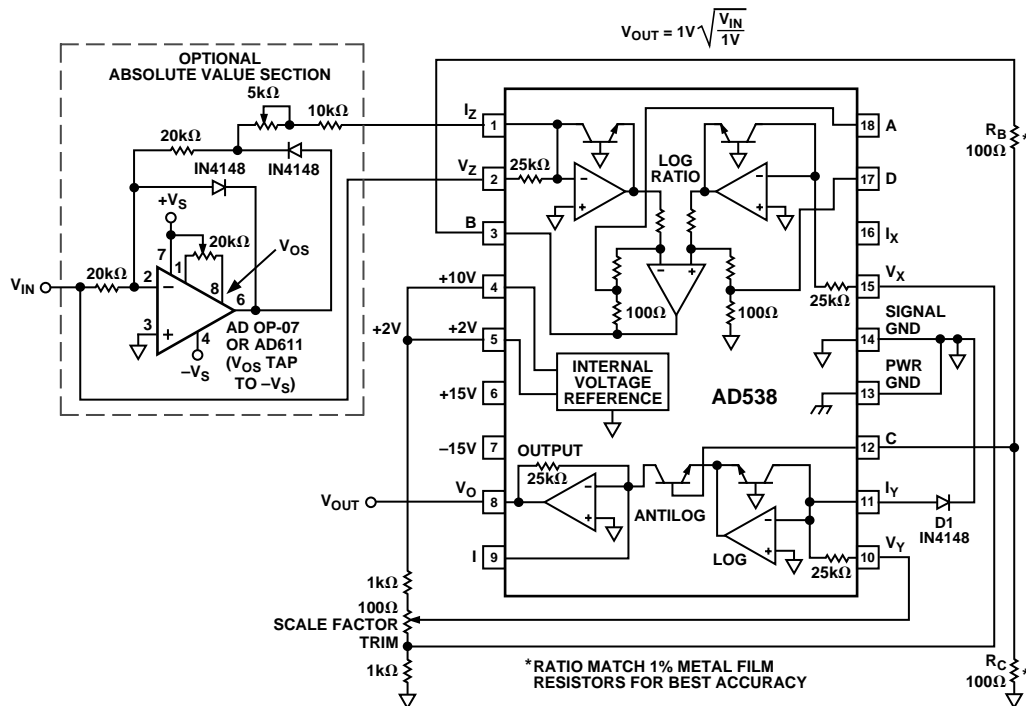 V_OUT = 1V √(V_IN / 1V)
OPTIONAL
ABSOLUTE VALUE SECTION
5kΩ
10kΩ
20kΩ
IN4148
IN4148
+V_S
7
20kΩ
V_OS
1
8
V_IN
20kΩ
2
6
3
4
–V_S
AD OP-07
OR AD611
(V_OS TAP
TO –V_S)
I_Z
1
V_Z
2
25kΩ
B
3
+10V
4
+2V
+2V
5
+15V
6
–15V
7
V_OUT
V_O
8
I
9
LOG
RATIO
100Ω
100Ω
INTERNAL
VOLTAGE
REFERENCE
AD538
OUTPUT
25kΩ
ANTILOG
LOG
25kΩ
25kΩ
18
A
17
D
16
I_X
V_X
15
SIGNAL
GND
14
PWR
GND
13
12
C
11
I_Y
V_Y
10
D1
IN4148
R_B
100Ω
*
R_C
100Ω
*
1kΩ
100Ω
SCALE FACTOR
TRIM
1kΩ
*RATIO MATCH 1% METAL FILM
RESISTORS FOR BEST ACCURACY